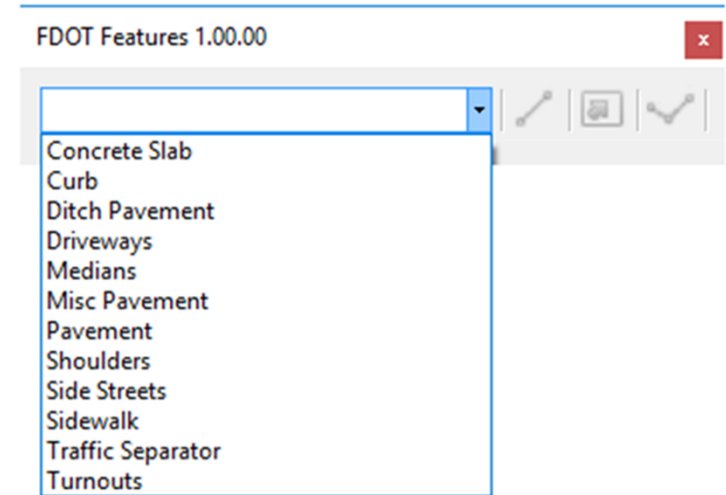 FDOT Features 1.00.00
x
Concrete Slab
Curb
Ditch Pavement
Driveways
Medians
Misc Pavement
Pavement
Shoulders
Side Streets
Sidewalk
Traffic Separator
Turnouts